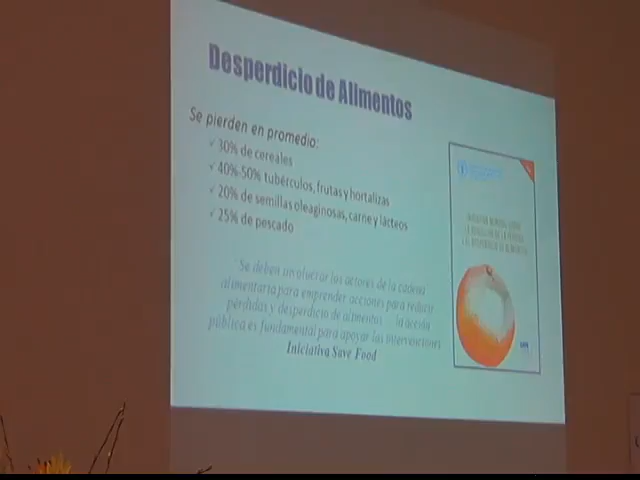 Desperdicio de Alimentos
Se pierden en promedio:
✓ 30% de cereales
✓ 40%-50% tubérculos, frutas y hortalizas
✓ 20% de semillas oleaginosas, carne y lácteos
✓ 25% de pescado
"Se deben involucrar los actores de la cadena
alimentaria para emprender acciones para reducir
pérdidas y desperdicio de alimentos ... la acción
pública es fundamental para apoyar las intervenciones
Iniciativa Save Food